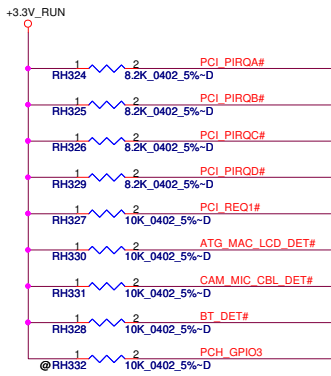 +3.3V_RUN
1 2 PCI_PIRQA#
RH324 8.2K_0402_5%~D
1 2 PCI_PIRQB#
RH325 8.2K_0402_5%~D
1 2 PCI_PIRQC#
RH326 8.2K_0402_5%~D
1 2 PCI_PIRQD#
RH329 8.2K_0402_5%~D
1 2 PCI_REQ1#
RH327 10K_0402_5%~D
1 2 ATG_MAC_LCD_DET#
RH330 10K_0402_5%~D
1 2 CAM_MIC_CBL_DET#
RH331 10K_0402_5%~D
1 2 BT_DET#
RH328 10K_0402_5%~D
1 2 PCH_GPIO3
@RH332 10K_0402_5%~D